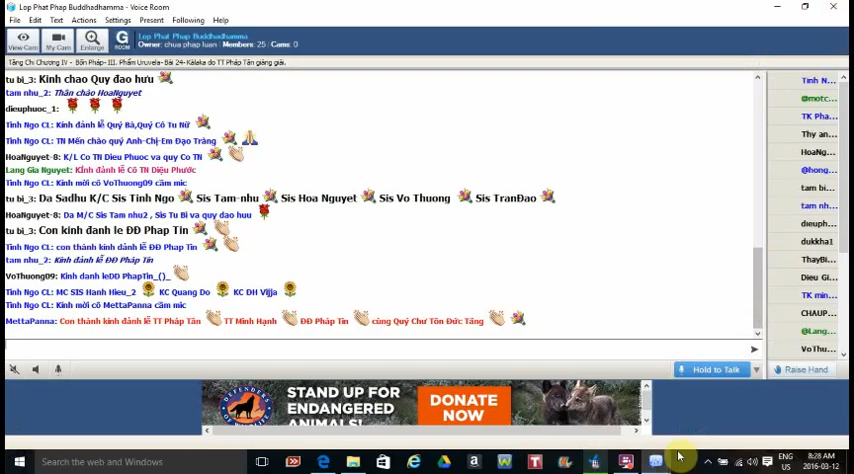 Lop Phat Phap Buddhadhamma - Voice Room
File Edit Text Actions Settings Present Following Help
View Cam My Cam Enlarge G ROOM
Lop Phat Phap Buddhadhamma
Owner: chua phap luan | Members: 25 | Cams: 0
Tăng Chi Chương IV - Bốn Pháp- III. Phẩm Uruvela- Bài 24- Kàlaka do TT Pháp Tân giảng giải.
tu bi_3: Kinh chao Quy đao hưu
tam nhu_2: Thân chào HoaNguyet
dieuphuoc_1:
Tinh Ngo CL: Kính đảnh lễ Quý Bà,Quý Cô Tu Nữ
Tinh Ngo CL: TN Mến chào quý Anh-Chị-Em Đạo Tràng
HoaNguyet-8: K/L Co TN Dieu Phuoc va quy Co TN
Lang Gia Nguyet: Kính đảnh lễ Cô TN Diệu Phước
Tinh Ngo CL: Kính mời cô VoThuong09 cầm mic
tu bi_3: Da Sadhu K/C Sis Tinh Ngo Sis Tam-nhu Sis Hoa Nguyet Sis Vo Thuong Sis TranĐao
HoaNguyet-8: Da M/C Sis Tam nhu2 , Sis Tu Bi va quy dao huu
tu bi_3: Con kinh đanh le ĐĐ Phap Tin
Tinh Ngo CL: con thành kính đảnh lễ ĐĐ Pháp Tín
tamu nhu_2: Kính đảnh lễ ĐĐ Pháp Tín
VoThuong09: Kinh danh leDD PhapTin_()_
Tinh Ngo CL: MC SIS Hanh Hieu_2 KC Quang Do KC ĐH Vijja
Tinh Ngo CL: Kính mời cô MettaPanna cầm mic
MettaPanna: Con thành kính đảnh lễ TT Pháp Tân TT Minh Hạnh ĐĐ Pháp Tín cùng Quý Chư Tôn Đức Tăng
Tinh N...
@motc...
TK Pha...
Thy an...
HoaNg...
@hong...
tam bi...
tam nh...
dieuph...
dukkha1
ThayBi...
Dieu Gi...
TK min...
CHAUP...
@Lang...
VoThu...
Hold to Talk
Raise Hand
DEFENDERS OF WILDLIFE
STAND UP FOR
ENDANGERED
ANIMALS
DONATE
NOW
Search the web and Windows
ENG
US
8:28 AM
2016-03-12